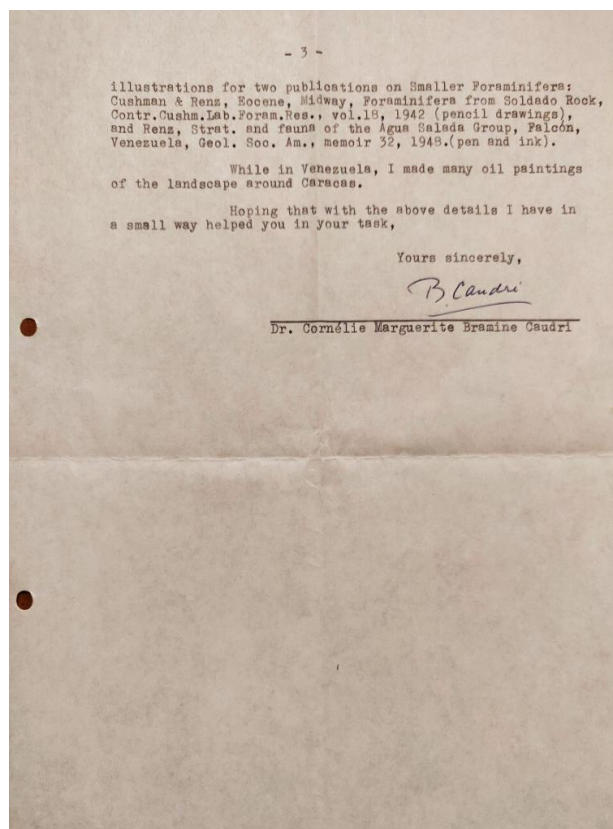 - 3 -
illustrations for two publications on Smaller Foraminifera:
Cushman & Renz, Eocene, Midway, Foraminifera from Soldado Rock,
Contr.Cushm.Lab.Foram.Res., vol.18, 1942 (pencil drawings),
and Renz, Strat. and fauna of the Agua Salada Group, Falcón,
Venezuela, Geol. Soc. Am., memoir 32, 1948.(pen and ink).
While in Venezuela, I made many oil paintings
of the landscape around Caracas.
Hoping that with the above details I have in
a small way helped you in your task,
Yours sincerely,
B. Caudri
Dr. Cornélie Marguerite Bramine Caudri